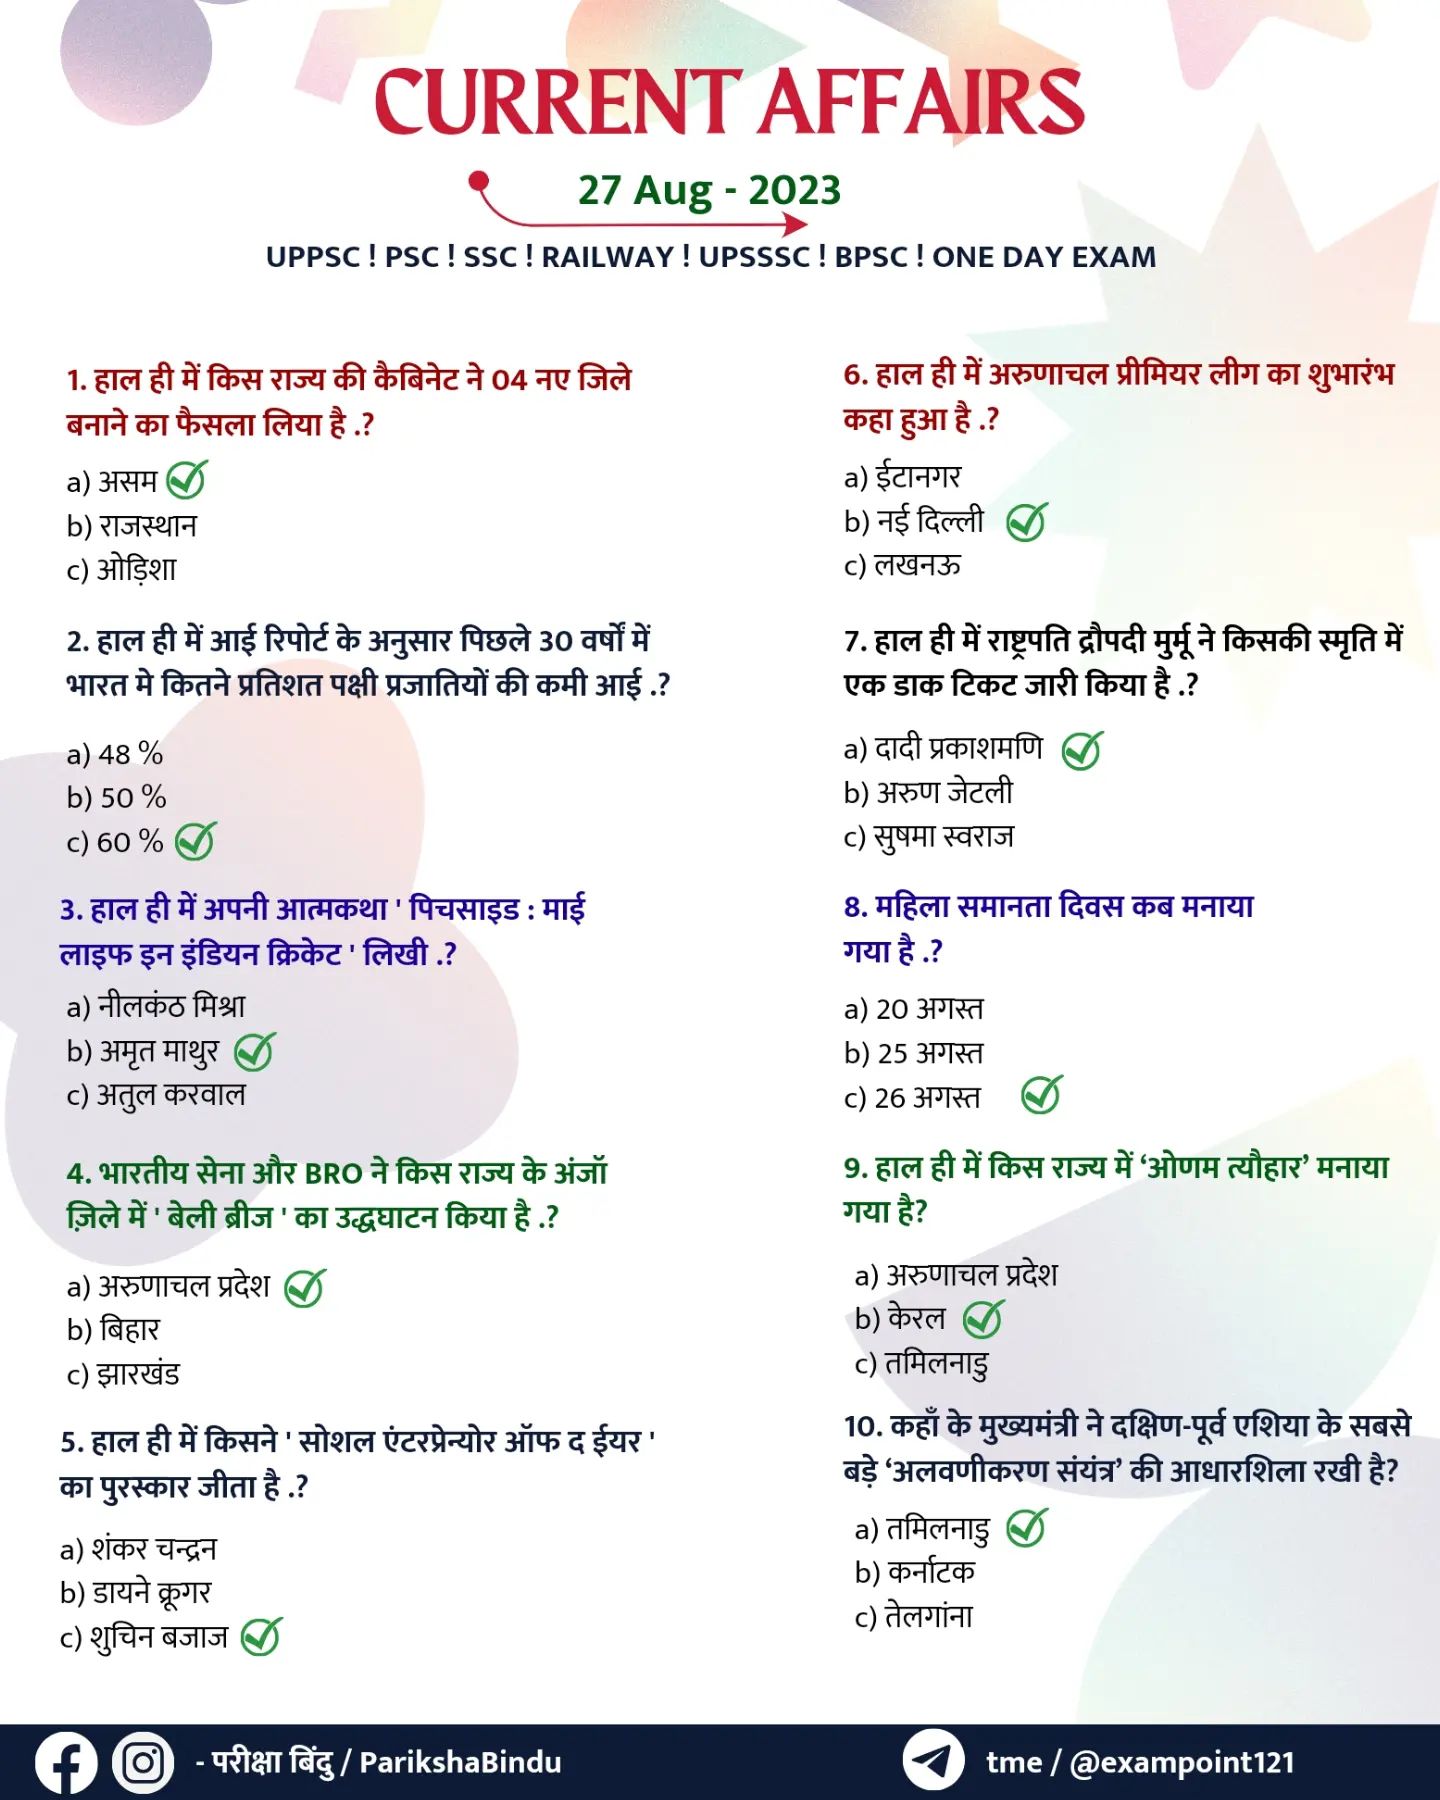 CURRENT AFFAIRS
27 Aug - 2023
UPPSC ! PSC ! SSC ! RAILWAY ! UPSSSC ! BPSC ! ONE DAY EXAM
1. हाल ही में किस राज्य की कैबिनेट ने 04 नए जिले
बनाने का फैसला लिया है .?
a) असम
b) राजस्थान
c) ओड़िशा
2. हाल ही में आई रिपोर्ट के अनुसार पिछले 30 वर्षों में
भारत मे कितने प्रतिशत पक्षी प्रजातियों की कमी आई .?
a) 48 %
b) 50 %
c) 60 %
3. हाल ही में अपनी आत्मकथा ' पिचसाइड : माई
लाइफ इन इंडियन क्रिकेट ' लिखी .?
a) नीलकंठ मिश्रा
b) अमृत माथुर
c) अतुल करवाल
4. भारतीय सेना और BRO ने किस राज्य के अंजॉ
ज़िले में ' बेली ब्रीज ' का उद्धघाटन किया है .?
a) अरुणाचल प्रदेश
b) बिहार
c) झारखंड
5. हाल ही में किसने ' सोशल एंटरप्रेन्योर ऑफ द ईयर '
का पुरस्कार जीता है .?
a) शंकर चन्द्रन
b) डायने क्रूगर
c) शुचिन बजाज
6. हाल ही में अरुणाचल प्रीमियर लीग का शुभारंभ
कहा हुआ है .?
a) ईटानगर
b) नई दिल्ली
c) लखनऊ
7. हाल ही में राष्ट्रपति द्रौपदी मुर्मू ने किसकी स्मृति में
एक डाक टिकट जारी किया है .?
a) दादी प्रकाशमणि
b) अरुण जेटली
c) सुषमा स्वराज
8. महिला समानता दिवस कब मनाया
गया है .?
a) 20 अगस्त
b) 25 अगस्त
c) 26 अगस्त
9. हाल ही में किस राज्य में ‘ओणम त्यौहार’ मनाया
गया है?
a) अरुणाचल प्रदेश
b) केरल
c) तमिलनाडु
10. कहाँ के मुख्यमंत्री ने दक्षिण-पूर्व एशिया के सबसे
बड़े ‘अलवणीकरण संयंत्र’ की आधारशिला रखी है?
a) तमिलनाडु
b) कर्नाटक
c) तेलगांना
- परीक्षा बिंदु / ParikshaBindu
tme / @exampoint121